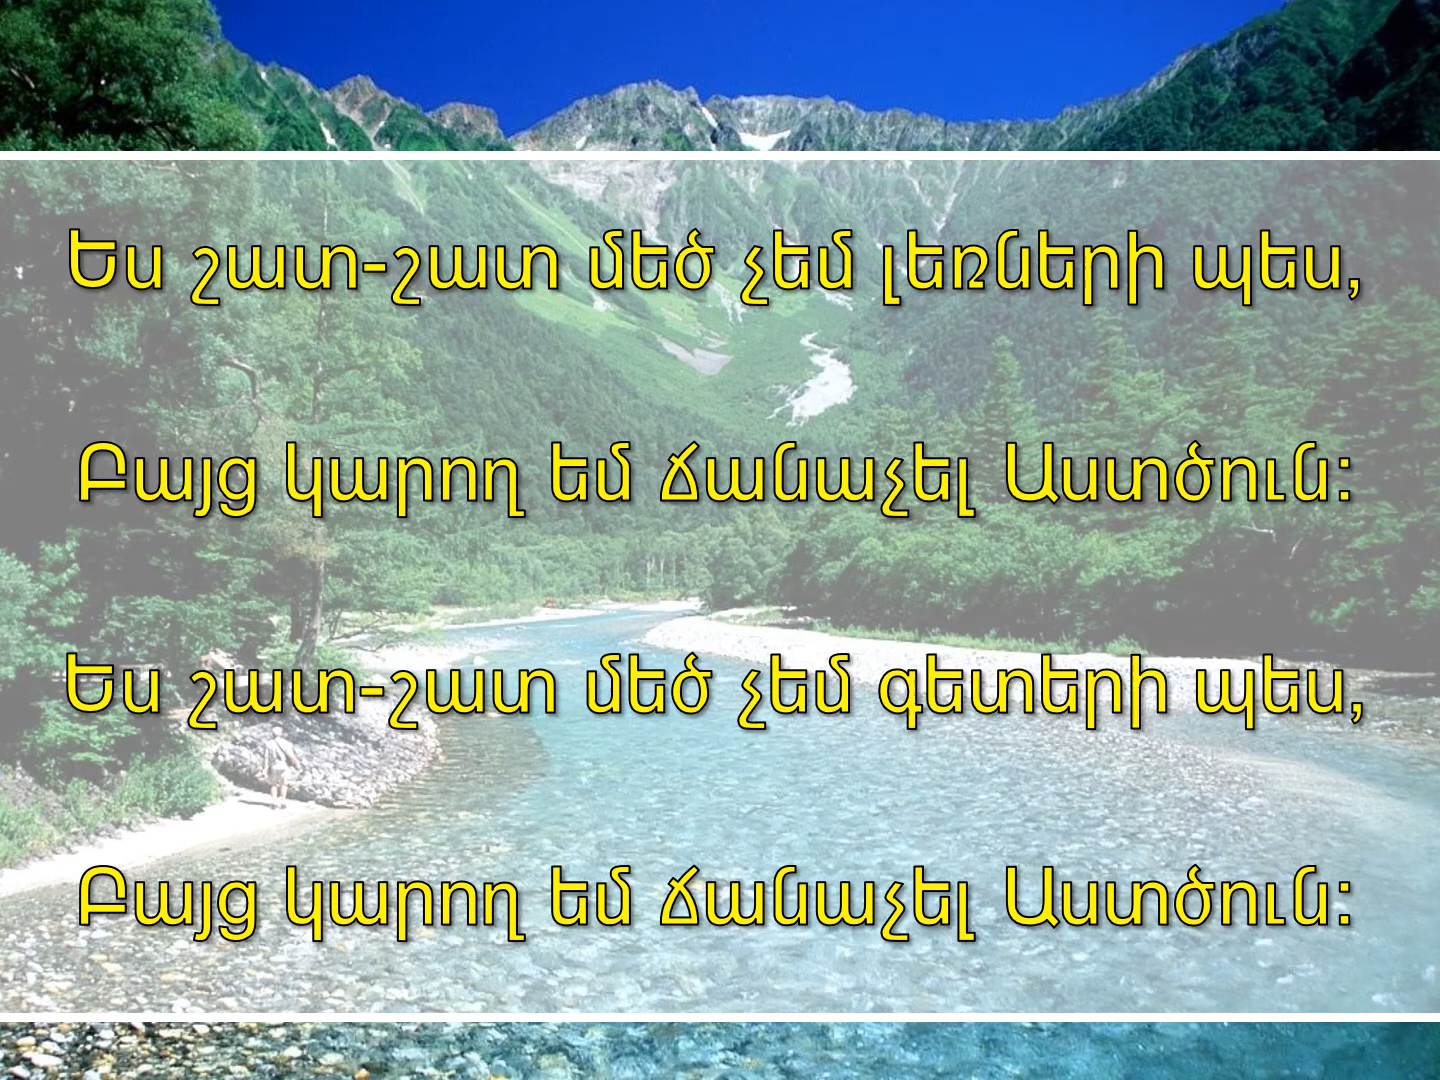 Ես շատ-շատ մեծ չեմ լեռների պես,
Բայց կարող եմ ճանաչել Աստծուն:
Ես շատ-շատ մեծ չեմ գետերի պես,
Բայց կարող եմ ճանաչել Աստծուն: